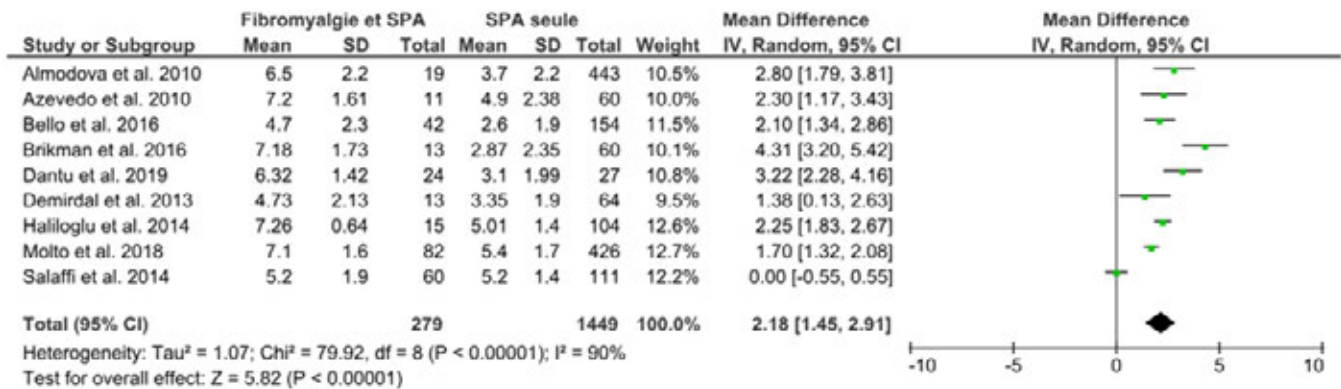 Fibromyalgie et SPA SPA seule Mean Difference Mean Difference
Study or Subgroup Mean SD Total Mean SD Total Weight IV, Random, 95% CI IV, Random, 95% CI
Almodova et al. 2010 6.5 2.2 19 3.7 2.2 443 10.5% 2.80 [1.79, 3.81]
Azevedo et al. 2010 7.2 1.61 11 4.9 2.38 60 10.0% 2.30 [1.17, 3.43]
Bello et al. 2016 4.7 2.3 42 2.6 1.9 154 11.5% 2.10 [1.34, 2.86]
Brikman et al. 2016 7.18 1.73 13 2.87 2.35 60 10.1% 4.31 [3.20, 5.42]
Dantu et al. 2019 6.32 1.42 24 3.1 1.99 27 10.8% 3.22 [2.28, 4.16]
Demirdal et al. 2013 4.73 2.13 13 3.35 1.9 64 9.5% 1.38 [0.13, 2.63]
Haliloglu et al. 2014 7.26 0.64 15 5.01 1.4 104 12.6% 2.25 [1.83, 2.67]
Molto et al. 2018 7.1 1.6 82 5.4 1.7 426 12.7% 1.70 [1.32, 2.08]
Salaffi et al. 2014 5.2 1.9 60 5.2 1.4 111 12.2% 0.00 [-0.55, 0.55]
Total (95% CI) 279 1449 100.0% 2.18 [1.45, 2.91]
Heterogeneity: Tau² = 1.07; Chi² = 79.92, df = 8 (P < 0.00001); I² = 90%
Test for overall effect: Z = 5.82 (P < 0.00001)
-10 -5 0 5 10